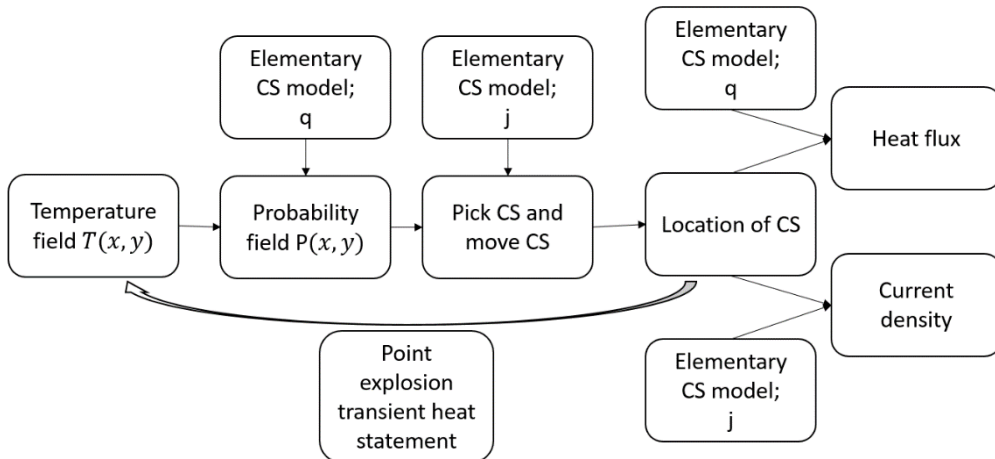 Elementary
CS model;
q
Elementary
CS model;
j
Elementary
CS model;
q
Heat flux
Temperature
field T(x, y)
Probability
field P(x, y)
Pick CS and
move CS
Location of CS
Current
density
Point
explosion
transient heat
statement
Elementary
CS model;
j